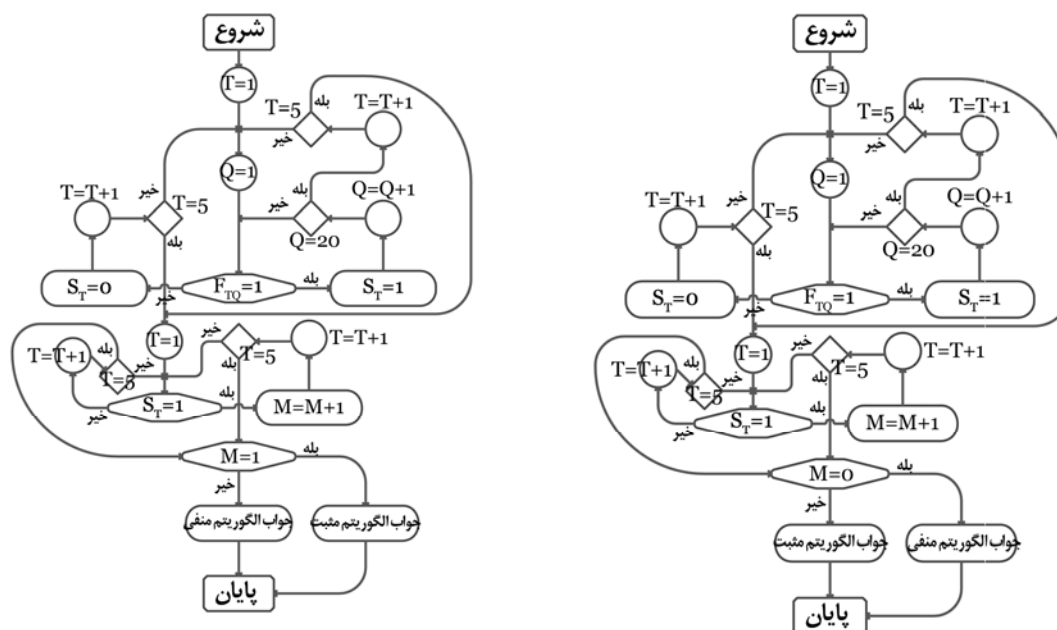 شروع
T=1
T=5
بله
خیر
T=T+1
Q=1
بله
خیر
Q=Q+1
Q=20
T=T+1
خیر
T=5
بله
S_T=0
F_TQ=1
بله
خیر
S_T=1
T=1
خیر
T=5
بله
T=T+1
T=T+1
بله
T=5
خیر
S_T=1
بله
خیر
M=M+1
M=1
بله
خیر
جواب الگوریتم منفی
جواب الگوریتم مثبت
پایان
شروع
T=1
T=5
بله
خیر
T=T+1
Q=1
بله
خیر
Q=Q+1
Q=20
T=T+1
خیر
T=5
بله
S_T=0
F_TQ=1
بله
خیر
S_T=1
T=1
خیر
T=5
بله
T=T+1
T=T+1
بله
T=5
خیر
S_T=1
بله
خیر
M=M+1
M=0
بله
خیر
جواب الگوریتم مثبت
جواب الگوریتم منفی
پایان